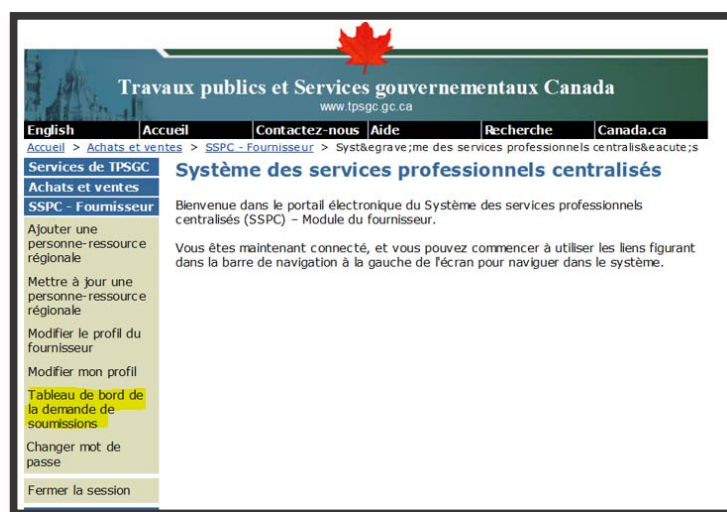 Travaux publics et Services gouvernementaux Canada
www.tpsgc.gc.ca
English Accueil Contactez-nous Aide Recherche Canada.ca
Accueil > Achats et ventes > SSPC - Fournisseur > Syst&egrave;me des services professionnels centralis&eacute;s
Services de TPSGC
Achats et ventes
SSPC - Fournisseur
Ajouter une
personne-ressource
régionale
Mettre à jour une
personne-ressource
régionale
Modifier le profil du
fournisseur
Modifier mon profil
Tableau de bord de
la demande de
soumissions
Changer mot de
passe
Fermer la session
Système des services professionnels centralisés
Bienvenue dans le portail électronique du Système des services professionnels
centralisés (SSPC) – Module du fournisseur.
Vous êtes maintenant connecté, et vous pouvez commencer à utiliser les liens figurant
dans la barre de navigation à la gauche de l'écran pour naviguer dans le système.